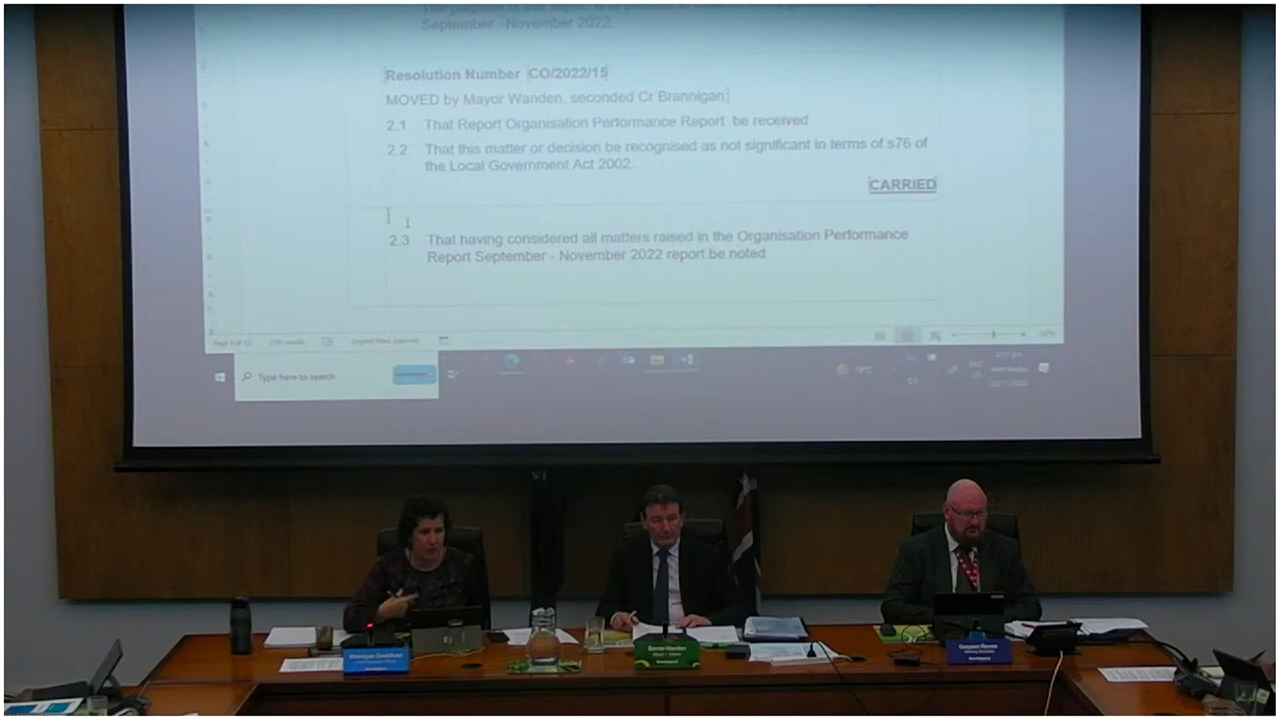 September - November 2022.
Resolution Number CO/2022/15
MOVED by Mayor Wanden, seconded Cr Brannigan
2.1 That Report Organisation Performance Report be received
2.2 That this matter or decision be recognised as not significant in terms of s76 of
the Local Government Act 2002.
CARRIED
2.3 That having considered all matters raised in the Organisation Performance
Report September - November 2022 report be noted.
Type here to search
Bernie Wanden